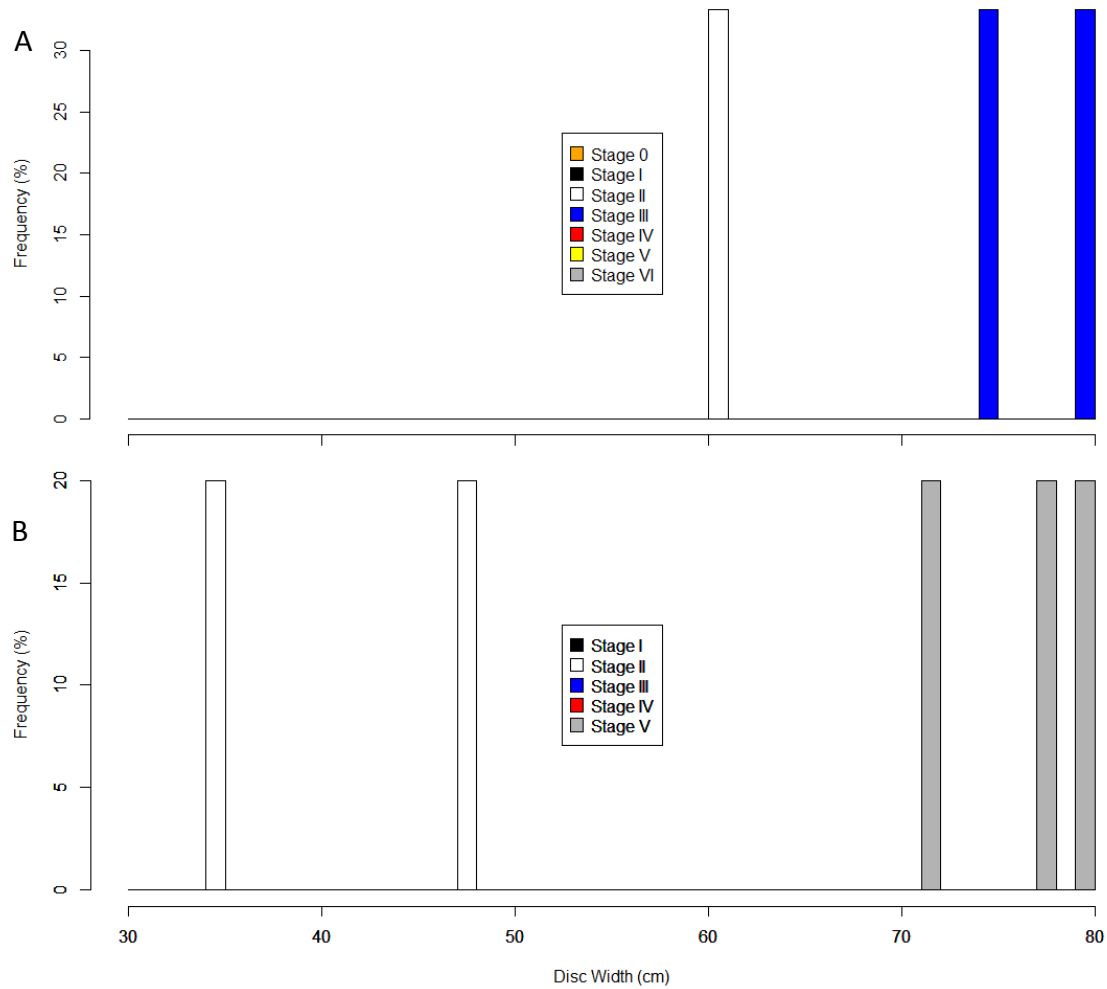 A
Frequency (%)
30
25
20
15
10
5
0
Stage 0
Stage I
Stage II
Stage III
Stage IV
Stage V
Stage VI
B
Frequency (%)
20
15
10
5
0
Stage I
Stage II
Stage III
Stage IV
Stage V
30 40 50 60 70 80
Disc Width (cm)